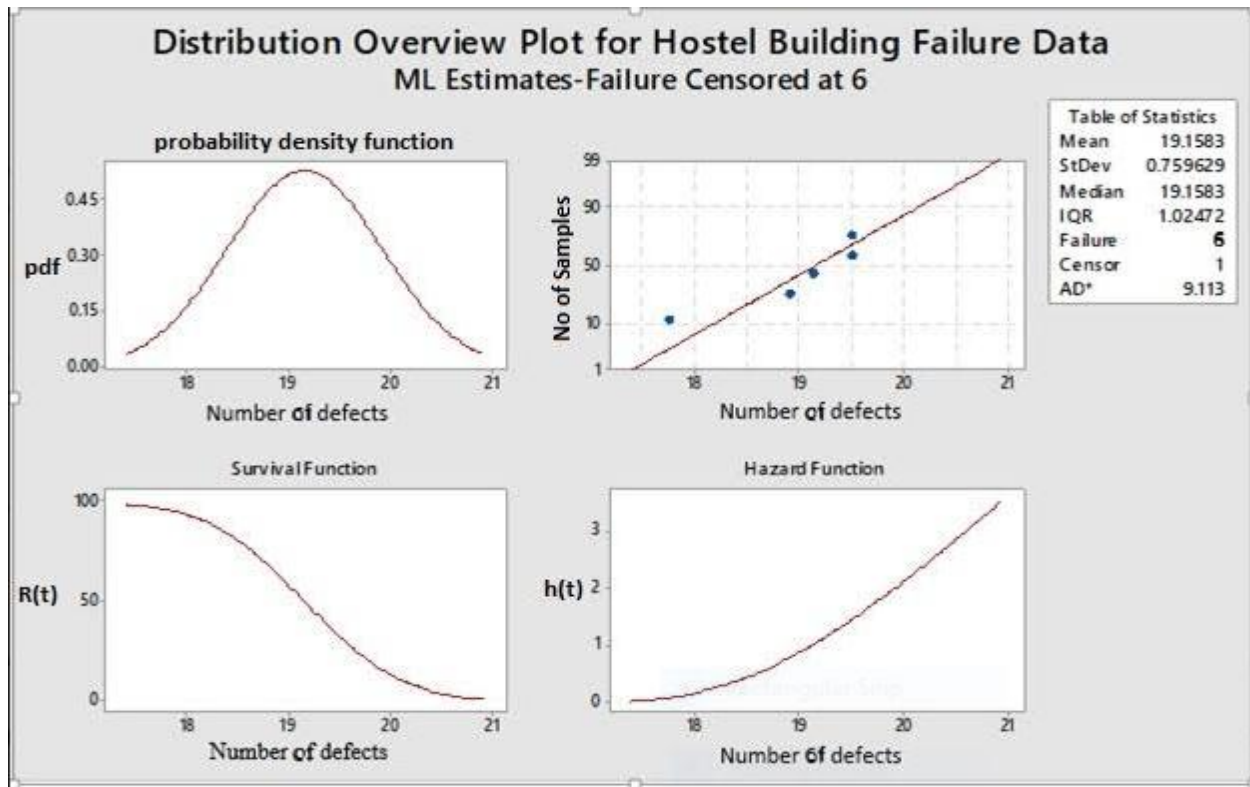 Distribution Overview Plot for Hostel Building Failure Data
ML Estimates-Failure Censored at 6
probability density function
0.45
0.30
0.15
0.00
pdf
18 19 20 21
Number of defects
99
90
50
10
1
No of Samples
18 19 20 21
Number of defects
Table of Statistics
Mean 19.1583
StDev 0.759629
Median 19.1583
IQR 1.02472
Failure 6
Censor 1
AD* 9.113
Survival Function
100
50
0
R(t)
18 19 20 21
Number of defects
Hazard Function
3
2
1
0
h(t)
18 19 20 21
Number 6f defects